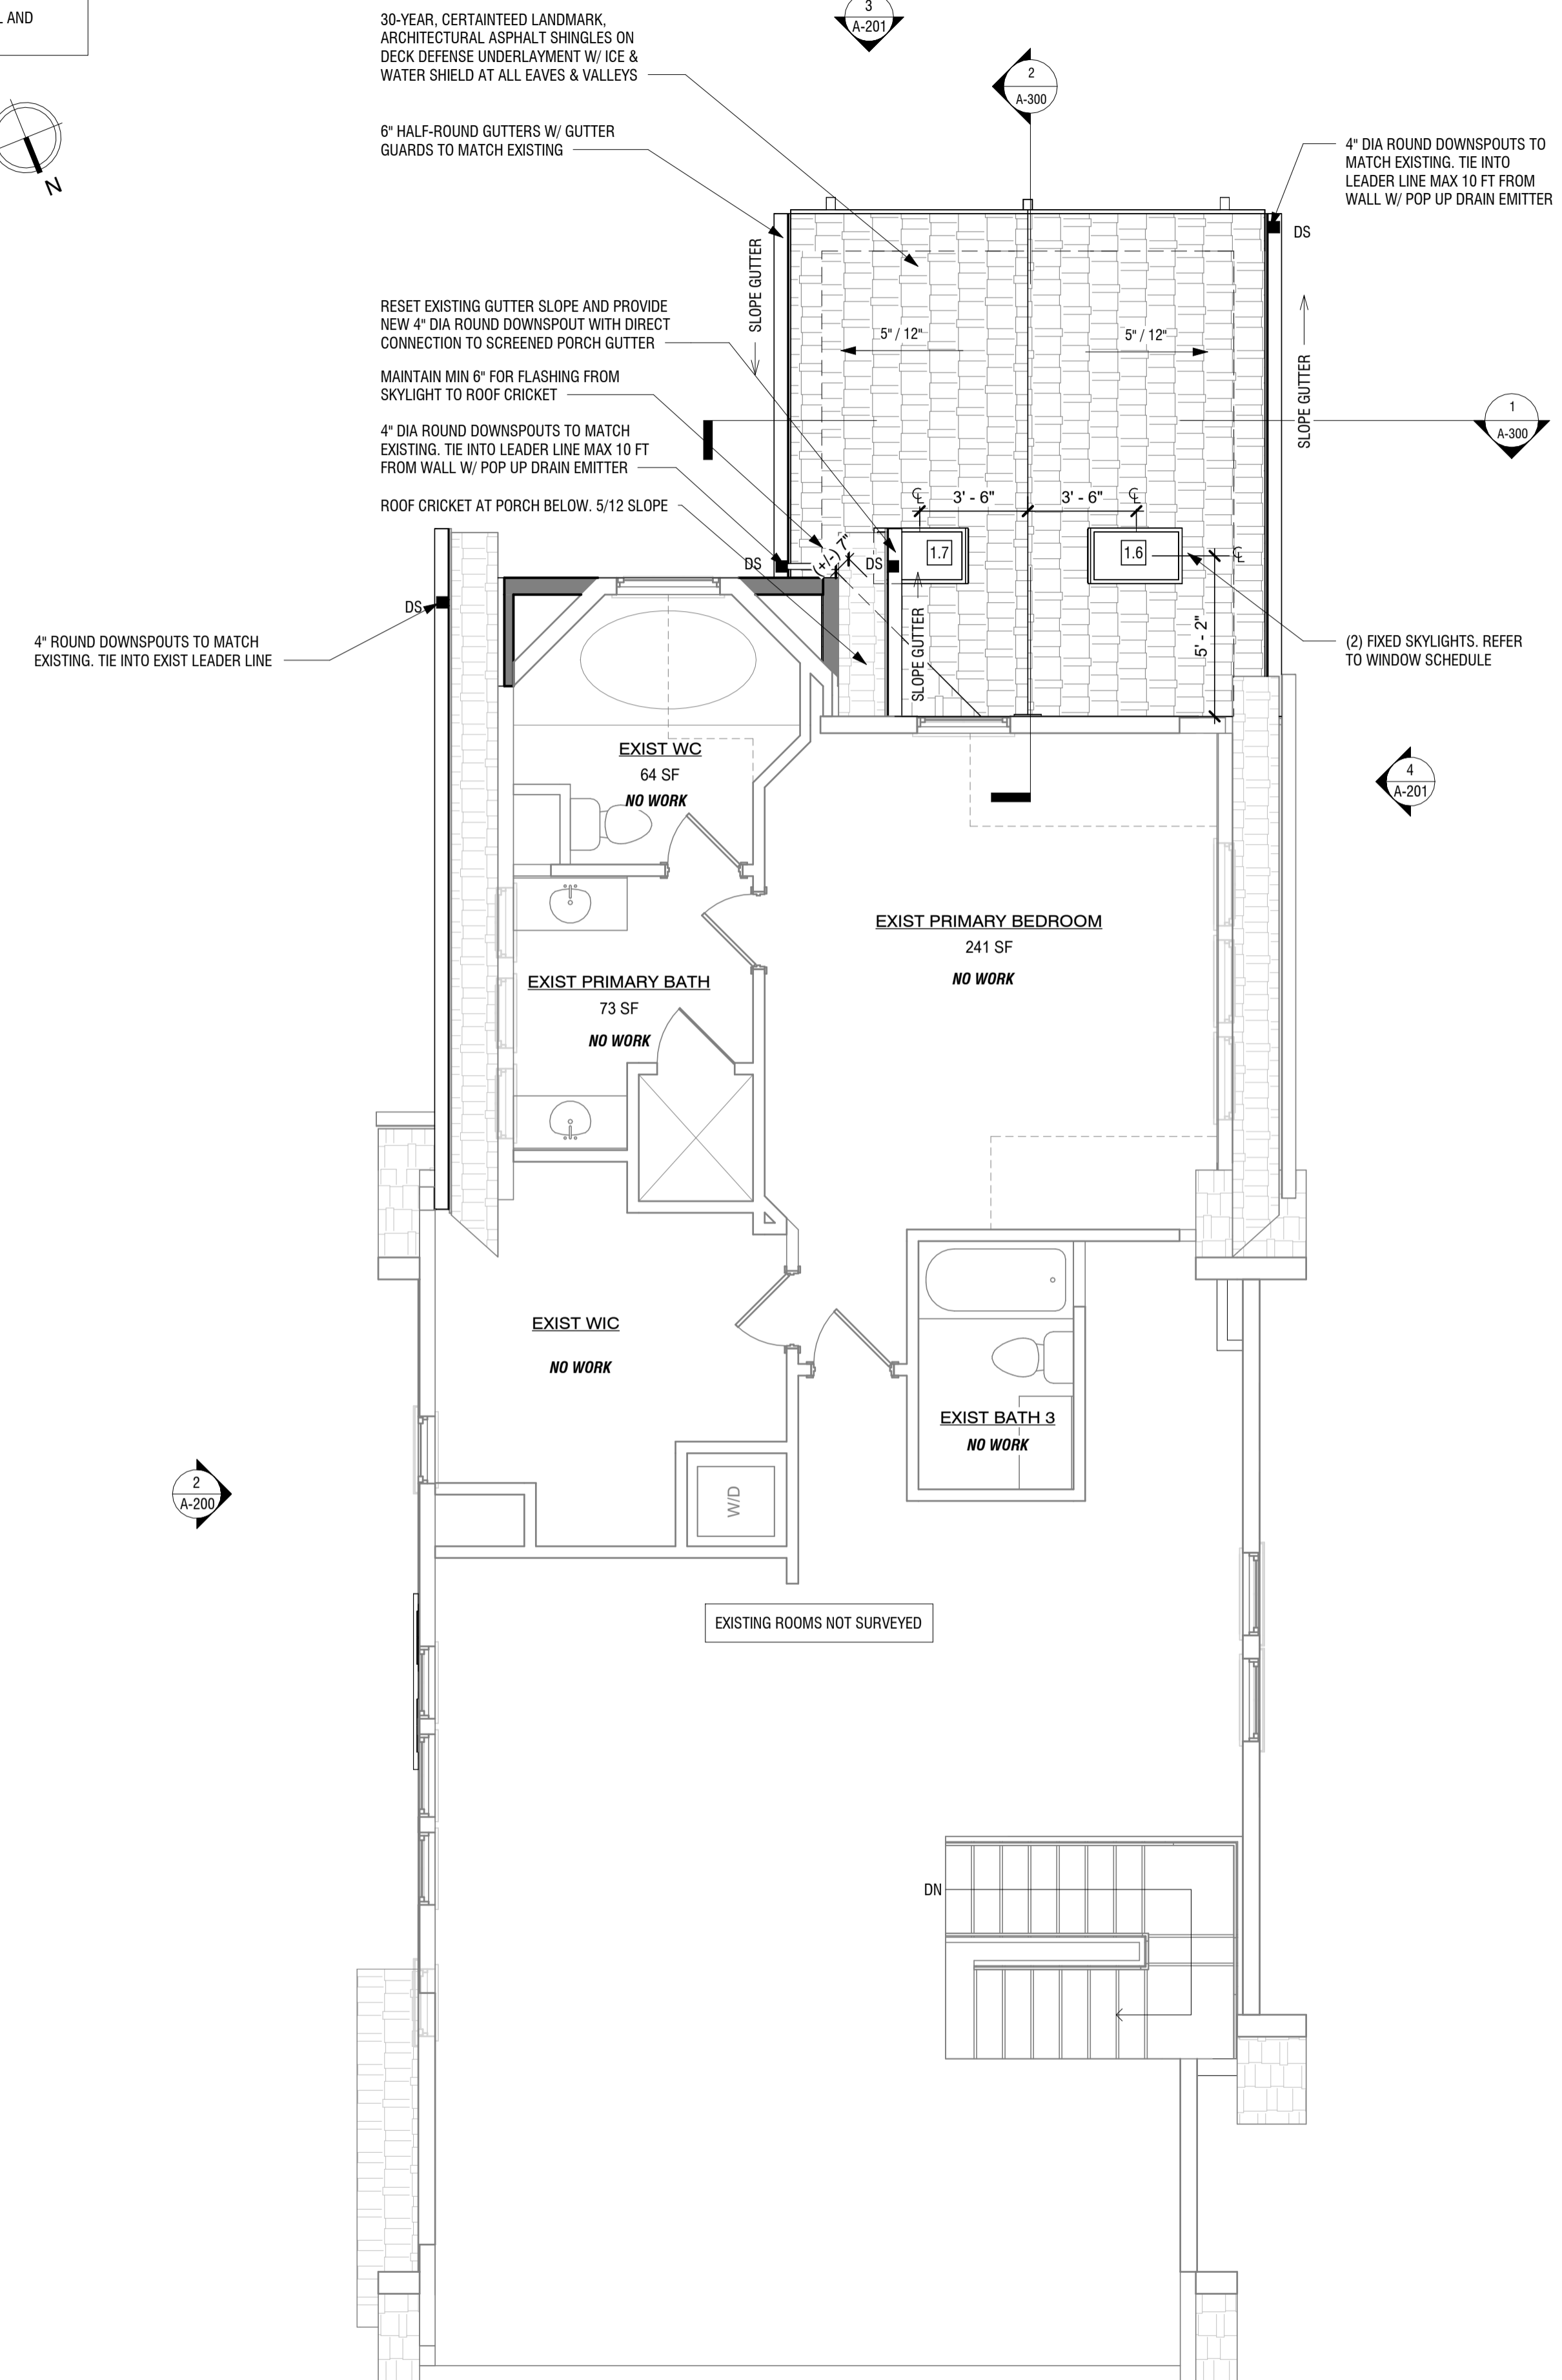 L AND
N
30-YEAR, CERTAINTEED LANDMARK,
ARCHITECTURAL ASPHALT SHINGLES ON
DECK DEFENSE UNDERLAYMENT W/ ICE &
WATER SHIELD AT ALL EAVES & VALLEYS
3
A-201
2
A-300
6" HALF-ROUND GUTTERS W/ GUTTER
GUARDS TO MATCH EXISTING
4" DIA ROUND DOWNSPOUTS TO
MATCH EXISTING. TIE INTO
LEADER LINE MAX 10 FT FROM
WALL W/ POP UP DRAIN EMITTER
DS
SLOPE GUTTER
RESET EXISTING GUTTER SLOPE AND PROVIDE
NEW 4" DIA ROUND DOWNSPOUT WITH DIRECT
CONNECTION TO SCREENED PORCH GUTTER
5" / 12"
5" / 12"
SLOPE GUTTER
MAINTAIN MIN 6" FOR FLASHING FROM
SKYLIGHT TO ROOF CRICKET
1
A-300
4" DIA ROUND DOWNSPOUTS TO MATCH
EXISTING. TIE INTO LEADER LINE MAX 10 FT
FROM WALL W/ POP UP DRAIN EMITTER
ROOF CRICKET AT PORCH BELOW. 5/12 SLOPE
℄
3' - 6"
3' - 6"
℄
1.7
1.6
℄
(+/-) 7"
DS
DS
DS
SLOPE GUTTER
5' - 2"
4" ROUND DOWNSPOUTS TO MATCH
EXISTING. TIE INTO EXIST LEADER LINE
(2) FIXED SKYLIGHTS. REFER
TO WINDOW SCHEDULE
EXIST WC
64 SF
NO WORK
4
A-201
EXIST PRIMARY BEDROOM
241 SF
NO WORK
EXIST PRIMARY BATH
73 SF
NO WORK
EXIST WIC
NO WORK
EXIST BATH 3
NO WORK
2
A-200
W/D
EXISTING ROOMS NOT SURVEYED
DN